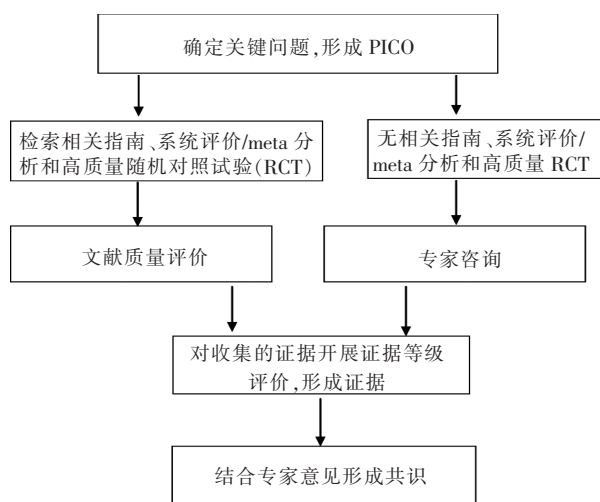 确定关键问题,形成 PICO
检索相关指南、系统评价/meta 分
析和高质量随机对照试验(RCT)
无相关指南、系统评价/
meta 分析和高质量 RCT
文献质量评价
专家咨询
对收集的证据开展证据等级
评价,形成证据
结合专家意见形成共识